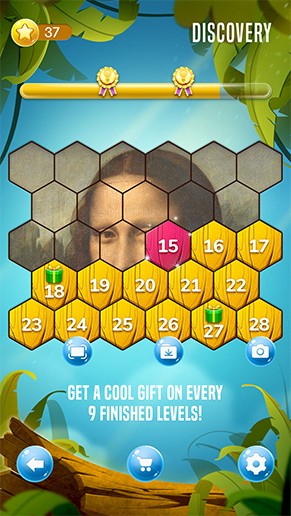 37
DISCOVERY
15 16 17
18 19 20 21 22
23 24 25 26 27 28
GET A COOL GIFT ON EVERY
9 FINISHED LEVELS!